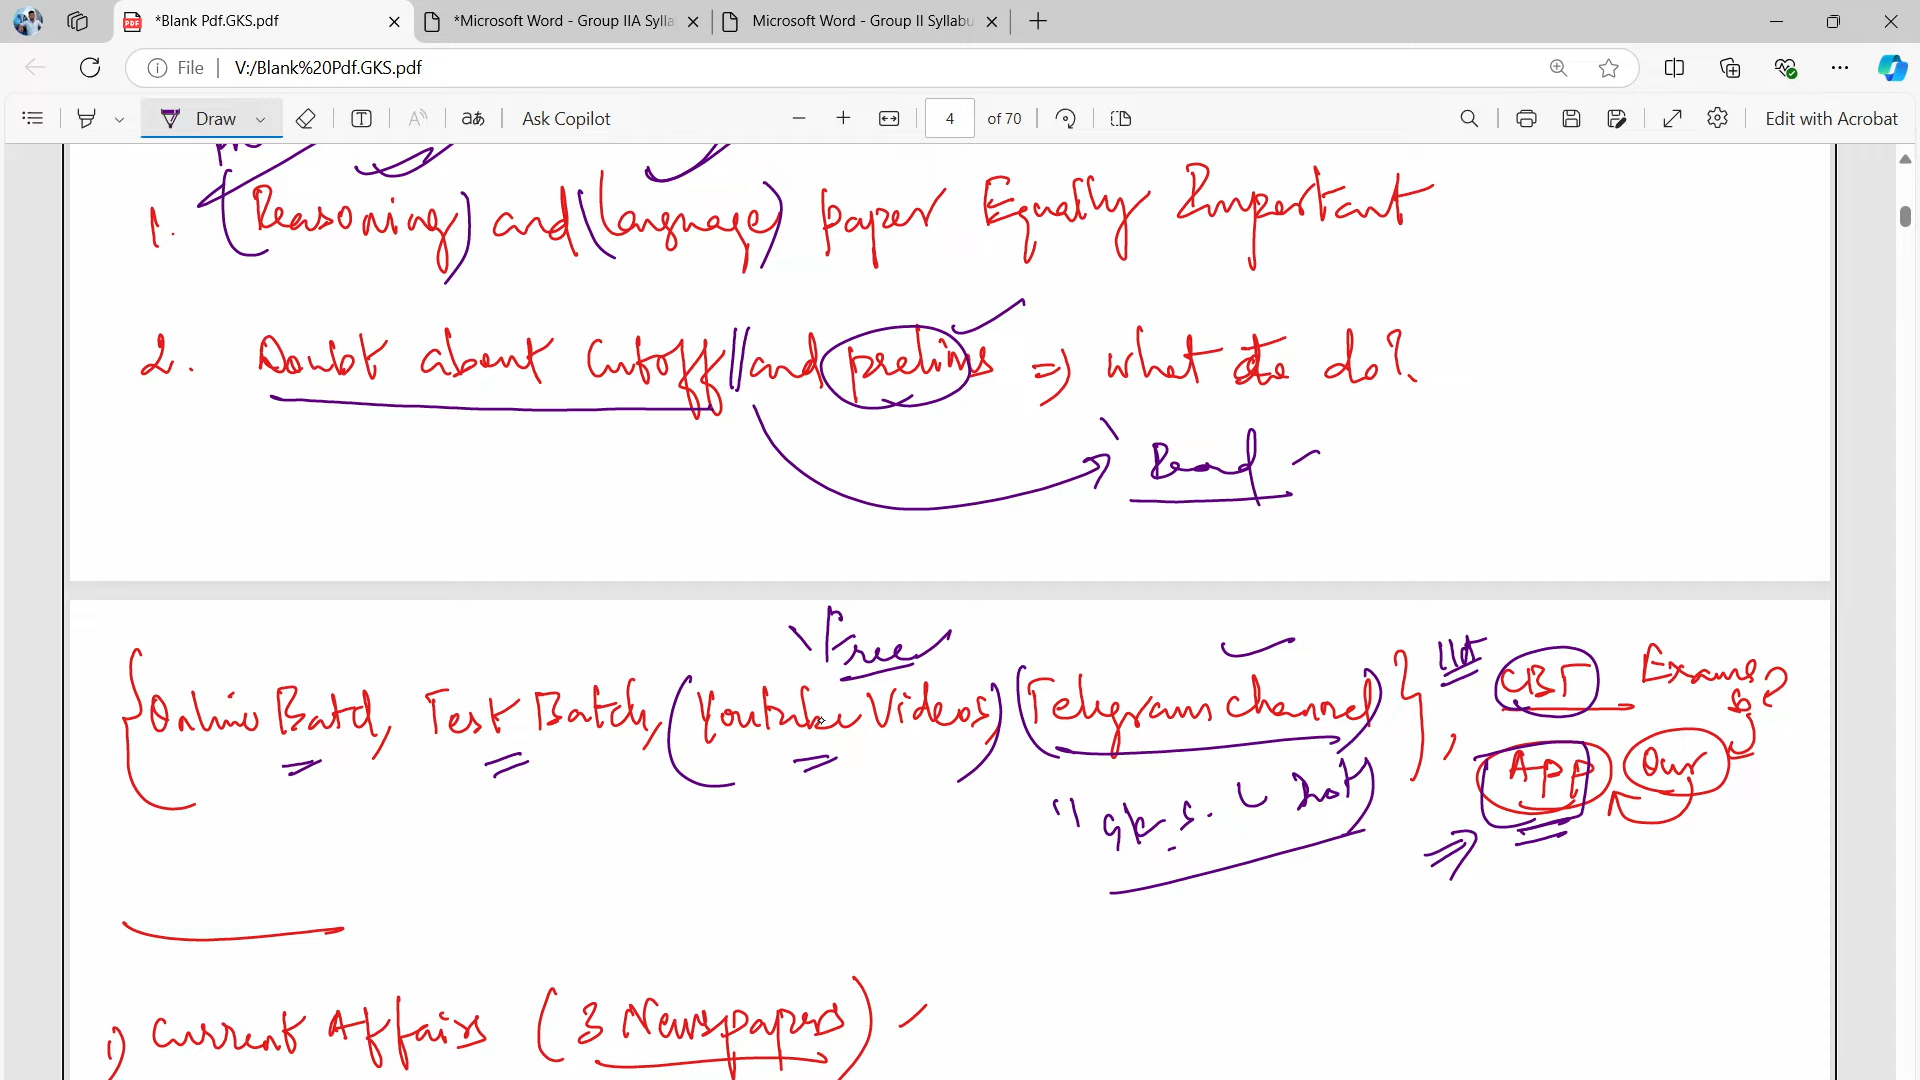 *Blank Pdf.GKS.pdf
*Microsoft Word - Group IIA Sylla
Microsoft Word - Group II Syllabu
File V:/Blank%20Pdf.GKS.pdf
Draw Ask Copilot 4 of 70 Edit with Acrobat
1. (Reasoning) and (language) paper Equally Important
2. Doubt about Cutoff and prelims => what to do?
Free
{Online Batch, Test Batch, (Youtube Videos), (Telegram channel)},
CBT Exams
App Our
1) Current Affairs (3 Newspapers)